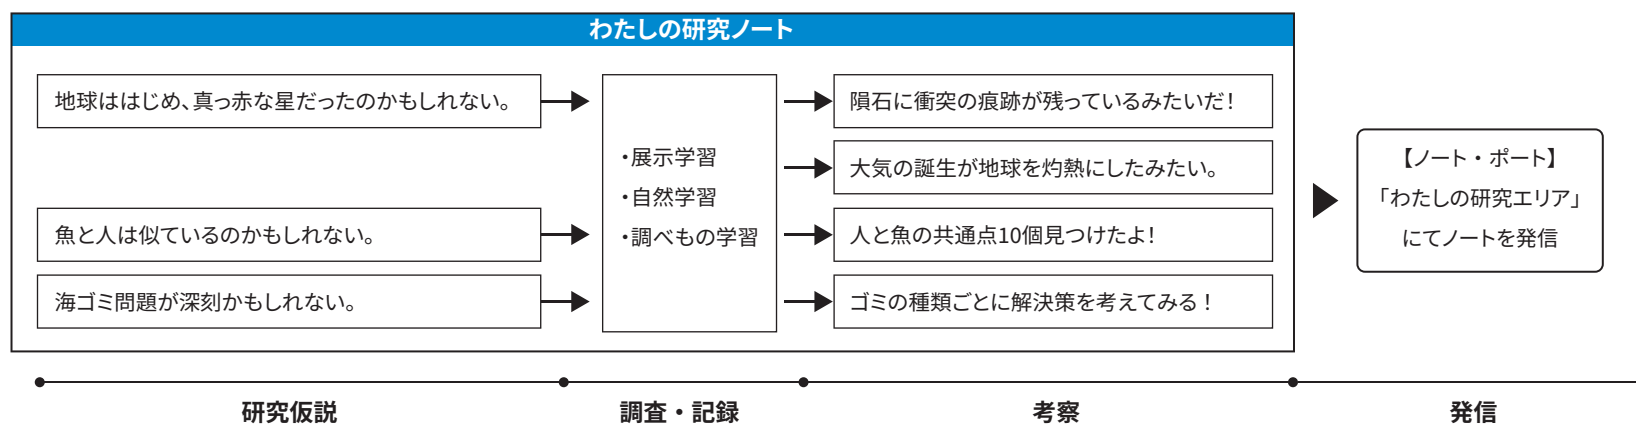 わたしの研究ノート
地球ははじめ、真っ赤な星だったのかもしれない。
魚と人は似ているのかもしれない。
海ゴミ問題が深刻かもしれない。
・展示学習
・自然学習
・調べもの学習
隕石に衝突の痕跡が残っているみたいだ！
大気の誕生が地球を灼熱にしたみたい。
人と魚の共通点10個見つけたよ！
ゴミの種類ごとに解決策を考えてみる！
【ノート・ポート】
「わたしの研究エリア」
にてノートを発信
研究仮説
調査・記録
考察
発信